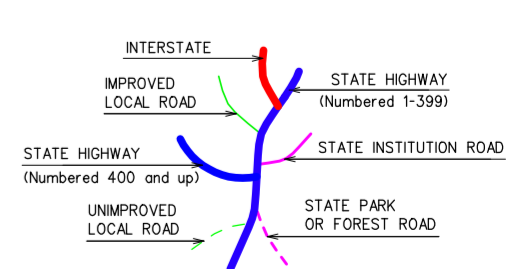 INTERSTATE
STATE HIGHWAY
(Numbered 1-399)
IMPROVED
LOCAL ROAD
STATE INSTITUTION ROAD
STATE HIGHWAY
(Numbered 400 and up)
STATE PARK
OR FOREST ROAD
UNIMPROVED
LOCAL ROAD